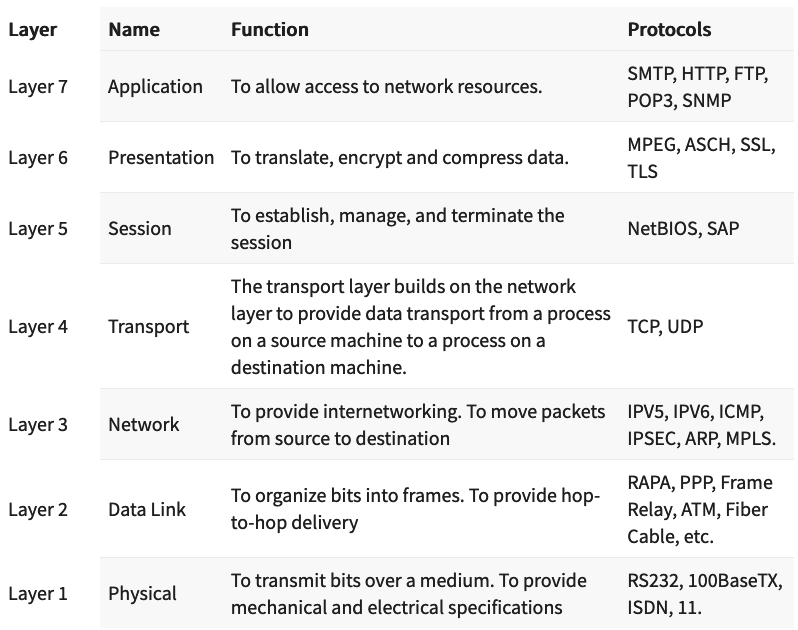 Layer Name Function Protocols
Layer 7 Application To allow access to network resources. SMTP, HTTP, FTP,
POP3, SNMP
Layer 6 Presentation To translate, encrypt and compress data. MPEG, ASCH, SSL,
TLS
Layer 5 Session To establish, manage, and terminate the
session NetBIOS, SAP
Layer 4 Transport The transport layer builds on the network
layer to provide data transport from a process
on a source machine to a process on a
destination machine. TCP, UDP
Layer 3 Network To provide internetworking. To move packets
from source to destination IPV5, IPV6, ICMP,
IPSEC, ARP, MPLS.
Layer 2 Data Link To organize bits into frames. To provide hop-
to-hop delivery RAPA, PPP, Frame
Relay, ATM, Fiber
Cable, etc.
Layer 1 Physical To transmit bits over a medium. To provide
mechanical and electrical specifications RS232, 100BaseTX,
ISDN, 11.